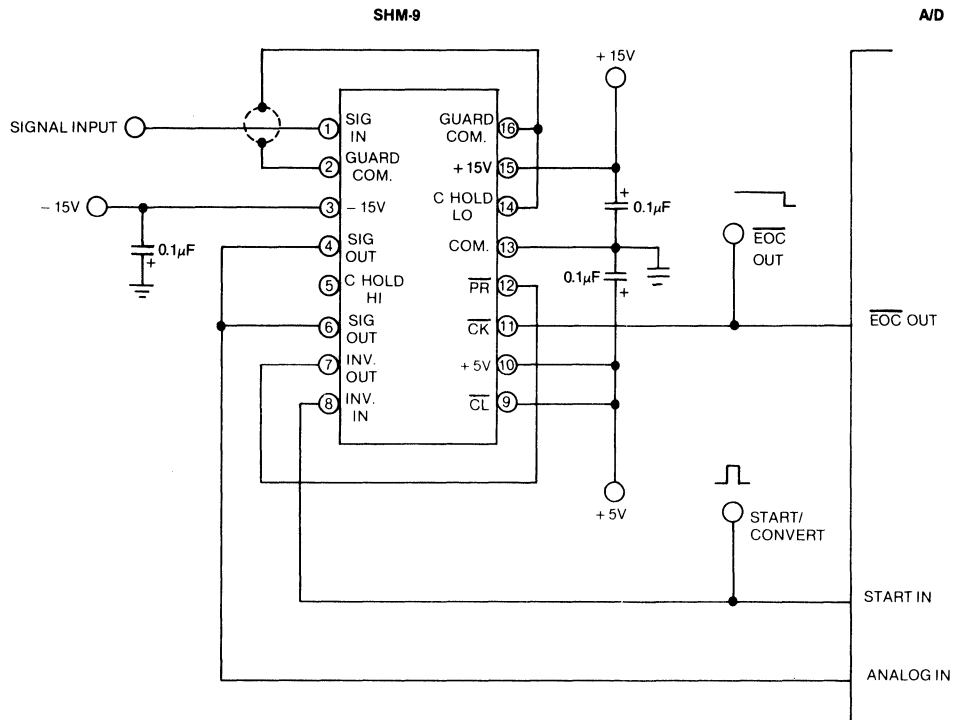 SHM-9
A/D
+ 15V
SIGNAL INPUT
1
SIG
IN
GUARD
COM.
16
2
GUARD
COM.
+ 15V
15
- 15V
3
- 15V
C HOLD
LO
14
0.1µF
+
4
SIG
OUT
COM.
13
0.1µF
+
EOC
OUT
5
C HOLD
HI
PR
12
0.1µF
+
6
SIG
OUT
CK
11
EOC OUT
7
INV.
OUT
+ 5V
10
8
INV.
IN
CL
9
+ 5V
START/
CONVERT
START IN
ANALOG IN